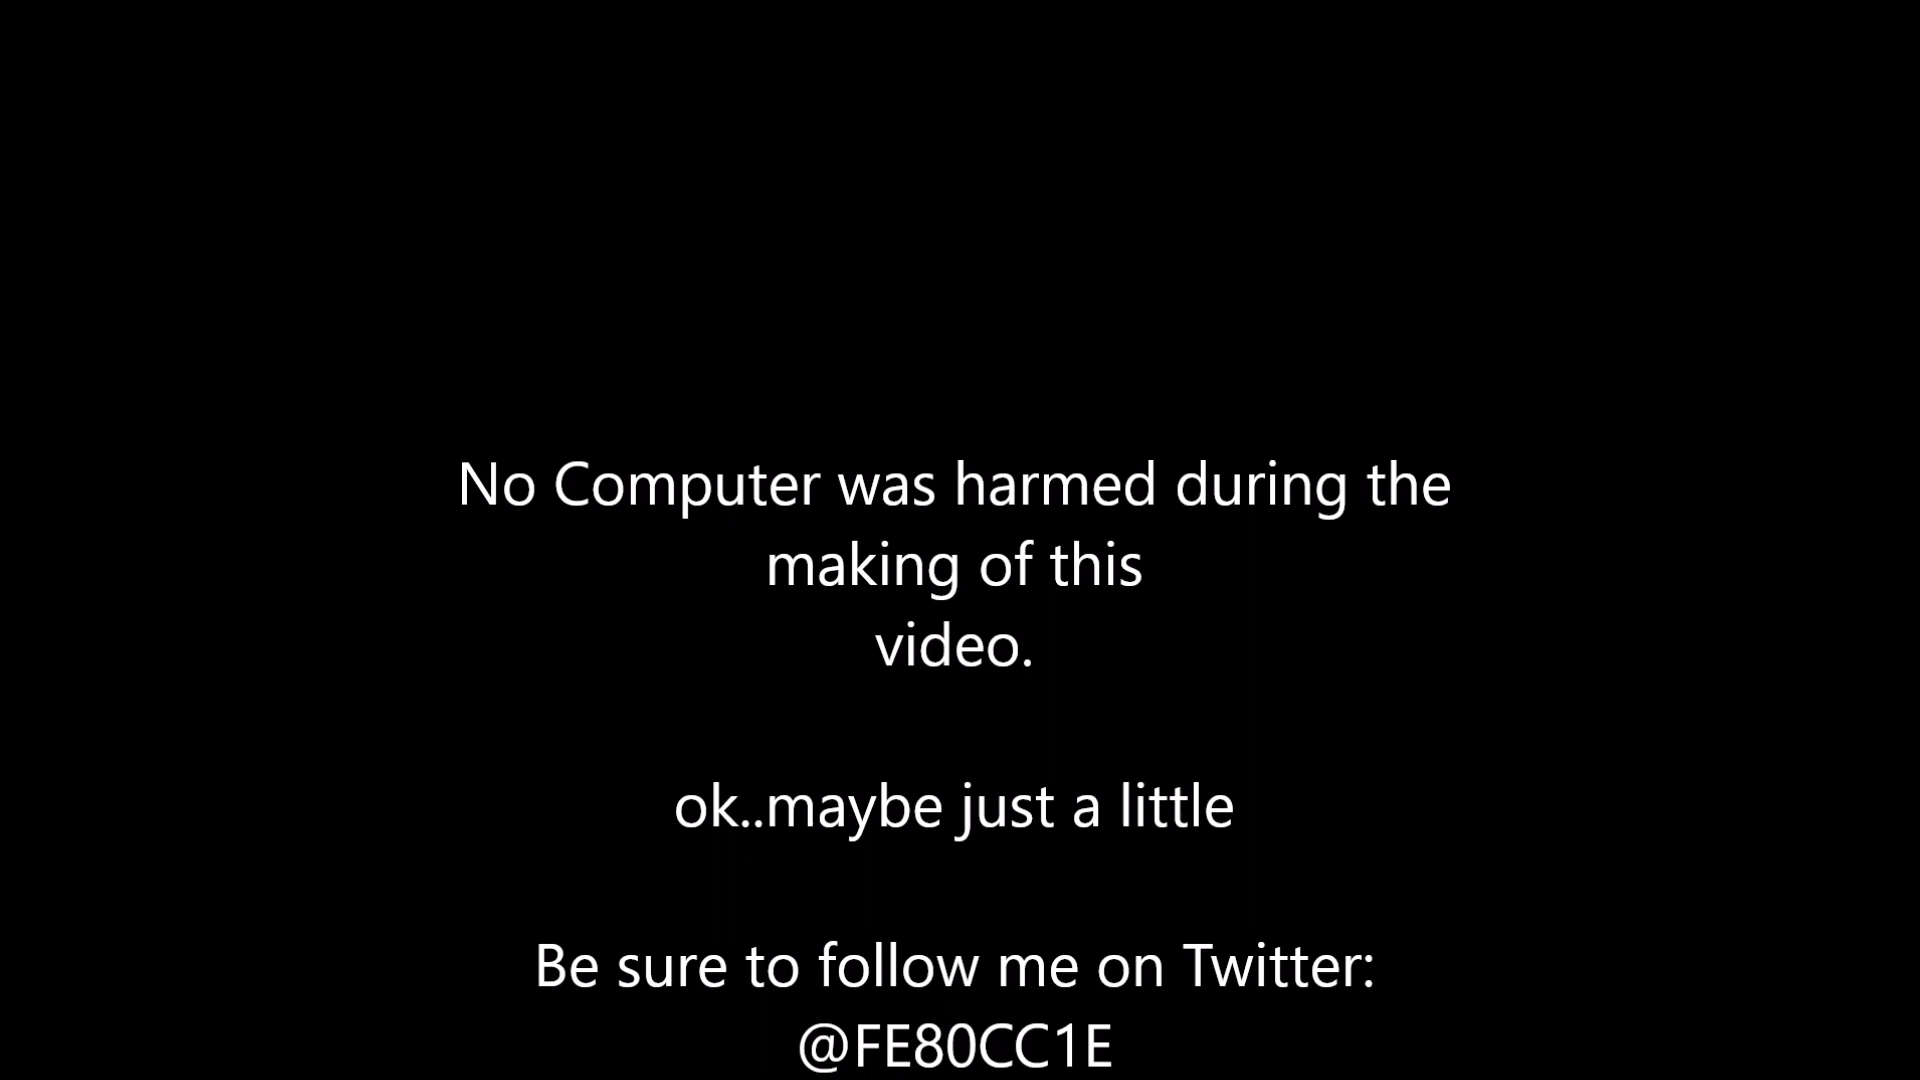 No Computer was harmed during the
making of this
video.
ok..maybe just a little
Be sure to follow me on Twitter:
@FE80CC1E